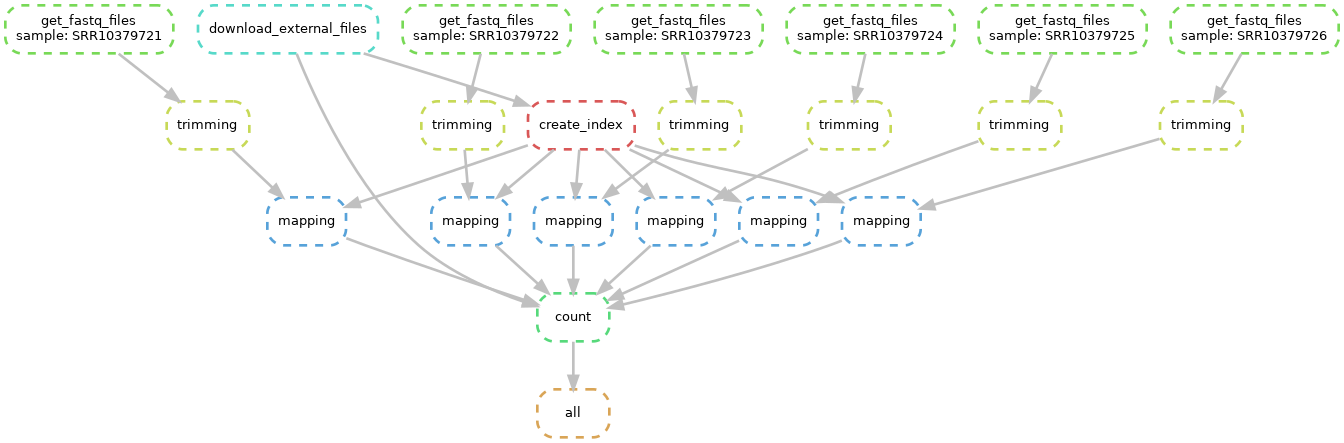 get_fastq_files
sample: SRR10379721
download_external_files
get_fastq_files
sample: SRR10379722
get_fastq_files
sample: SRR10379723
get_fastq_files
sample: SRR10379724
get_fastq_files
sample: SRR10379725
get_fastq_files
sample: SRR10379726
trimming
trimming
create_index
trimming
trimming
trimming
trimming
mapping
mapping
mapping
mapping
mapping
mapping
count
all